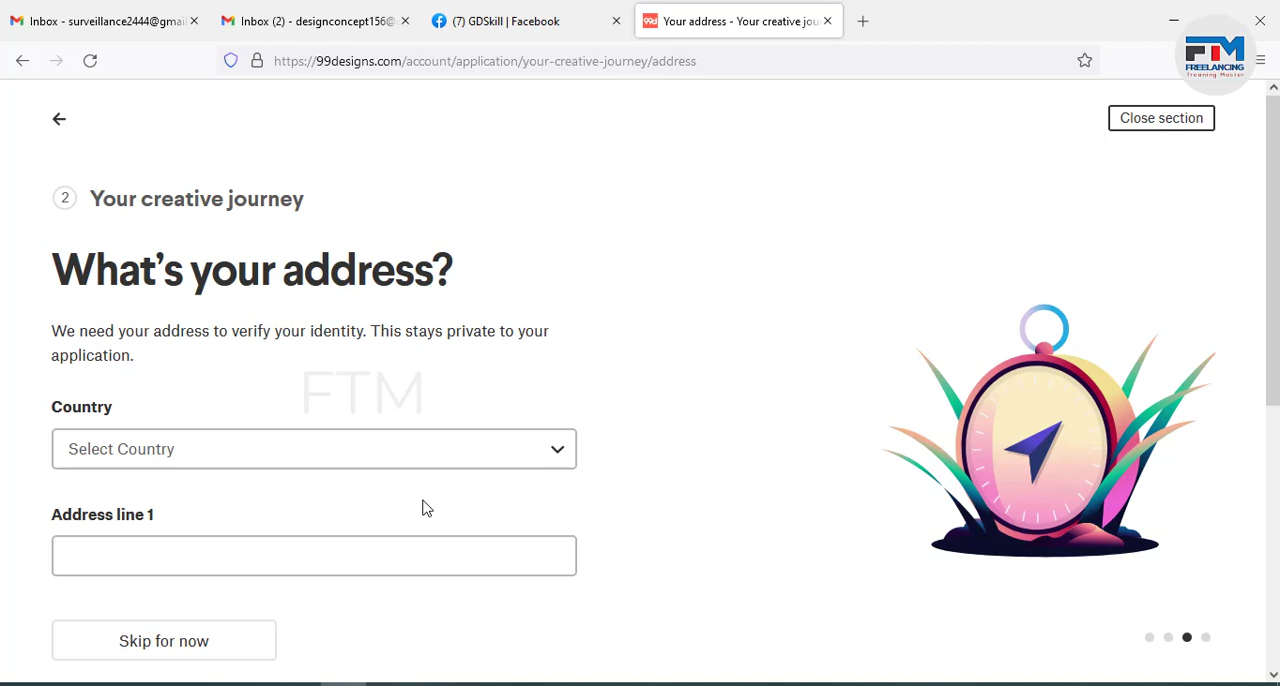 Inbox - surveillance2444@gmai
Inbox (2) - designconcept156@
(7) GDSkill | Facebook
99d
Your address - Your creative jou
https://99designs.com/account/application/your-creative-journey/address
FTM
FREELANCING
Treaning Master
Close section
2 Your creative journey
What's your address?
We need your address to verify your identity. This stays private to your
application.
FTM
Country
Select Country
Address line 1
Skip for now